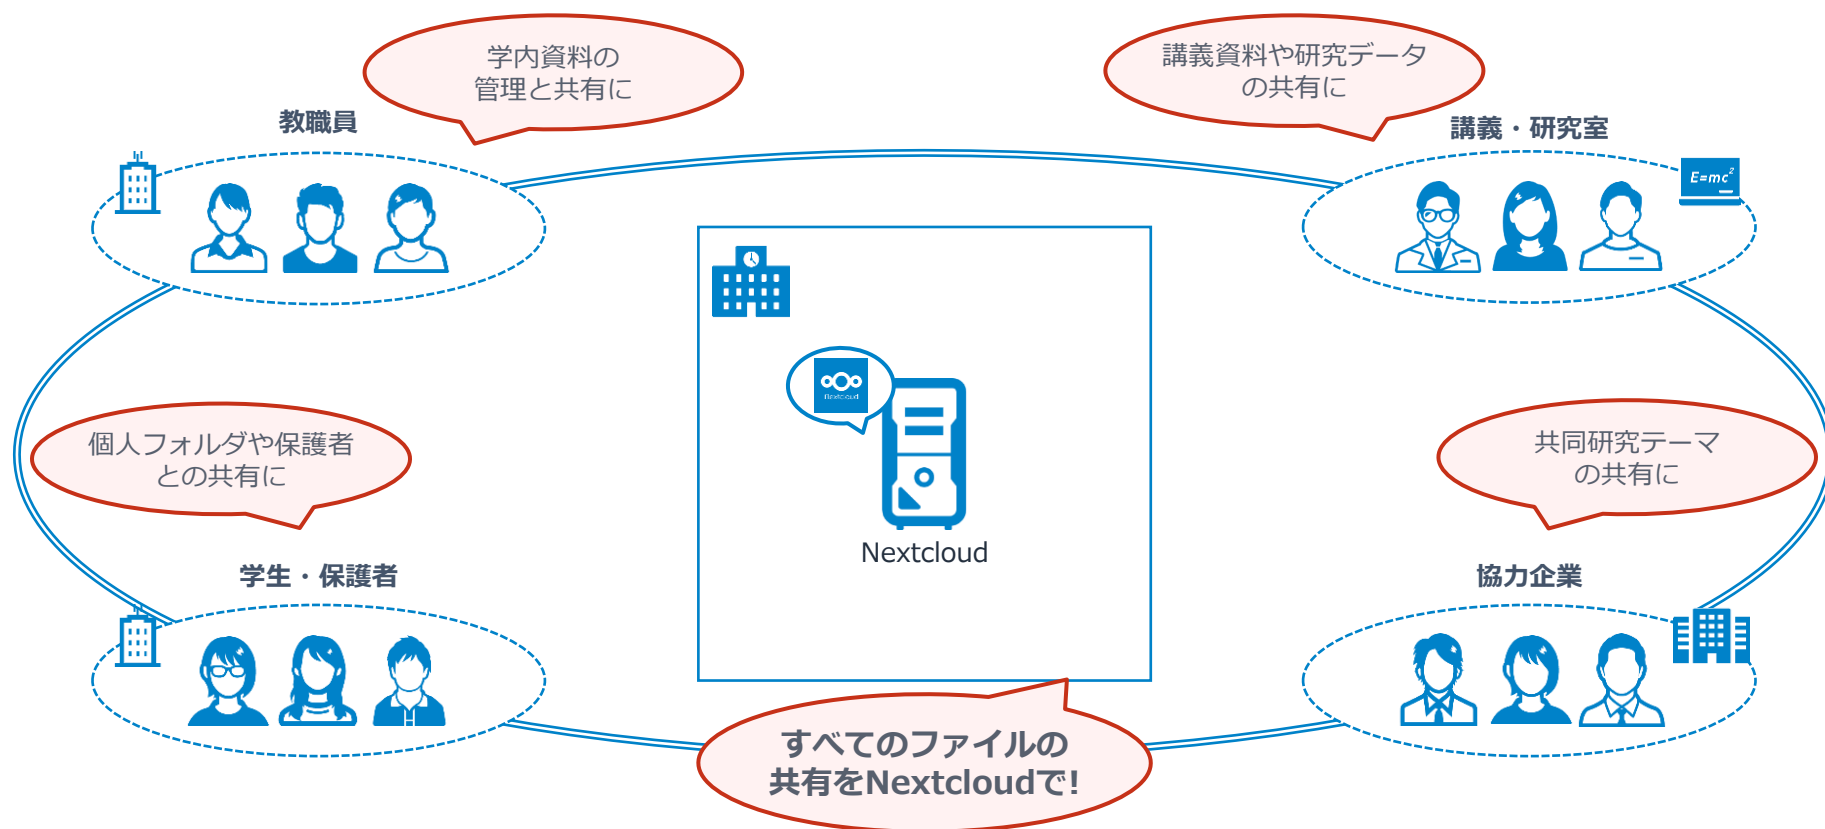 学内資料の
管理と共有に
講義資料や研究データ
の共有に
教職員
講義・研究室
E=mc²
Nextcloud
個人フォルダや保護者
との共有に
共同研究テーマ
の共有に
Nextcloud
学生・保護者
協力企業
すべてのファイルの
共有をNextcloudで!